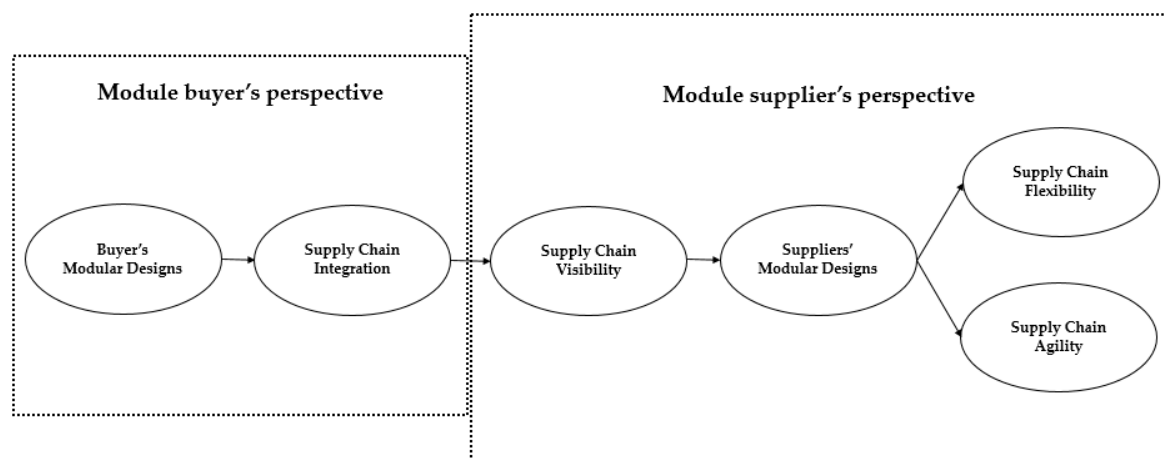 Module buyer's perspective
Module supplier's perspective
Buyer's
Modular Designs
Supply Chain
Integration
Supply Chain
Visibility
Suppliers'
Modular Designs
Supply Chain
Flexibility
Supply Chain
Agility